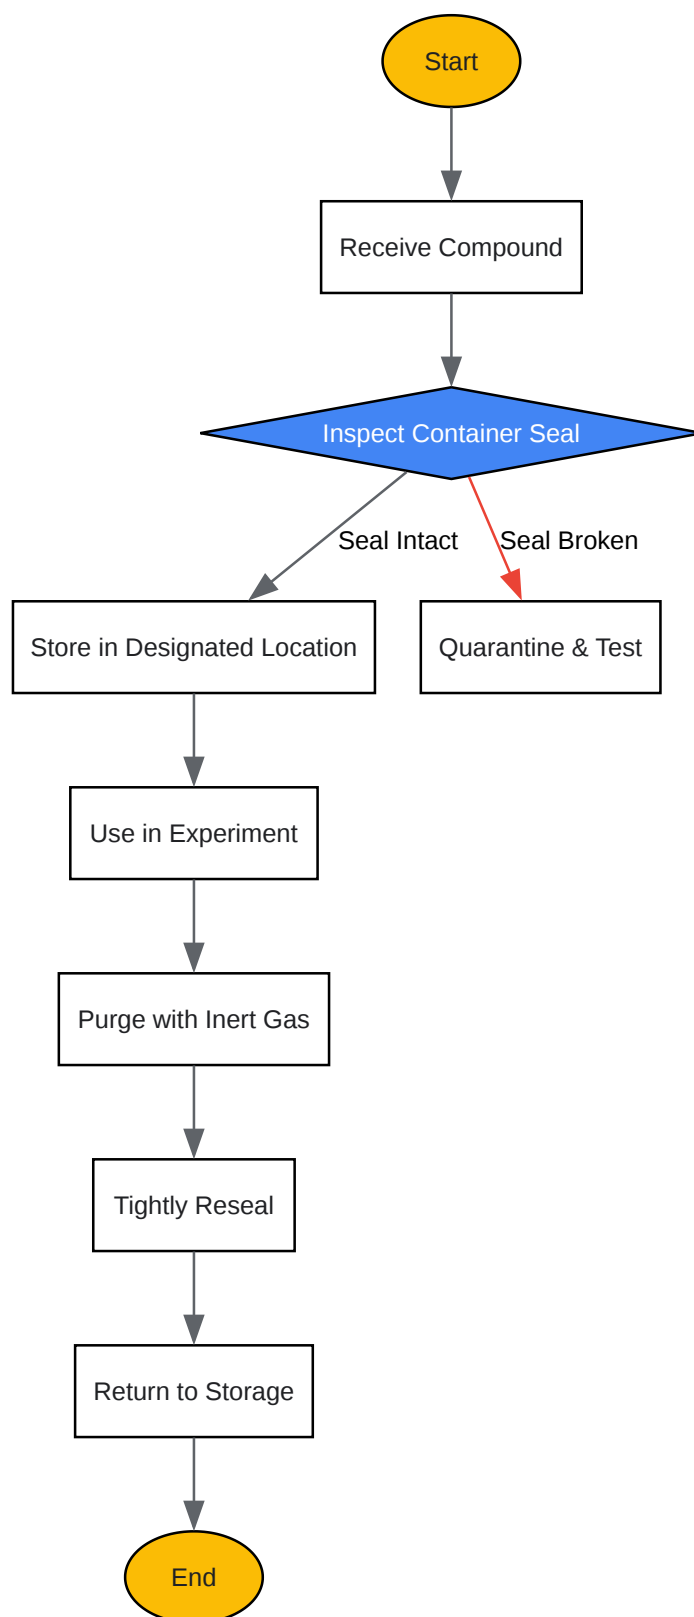 Start
Receive Compound
Inspect Container Seal
Seal Intact
Seal Broken
Store in Designated Location
Quarantine & Test
Use in Experiment
Purge with Inert Gas
Tightly Reseal
Return to Storage
End